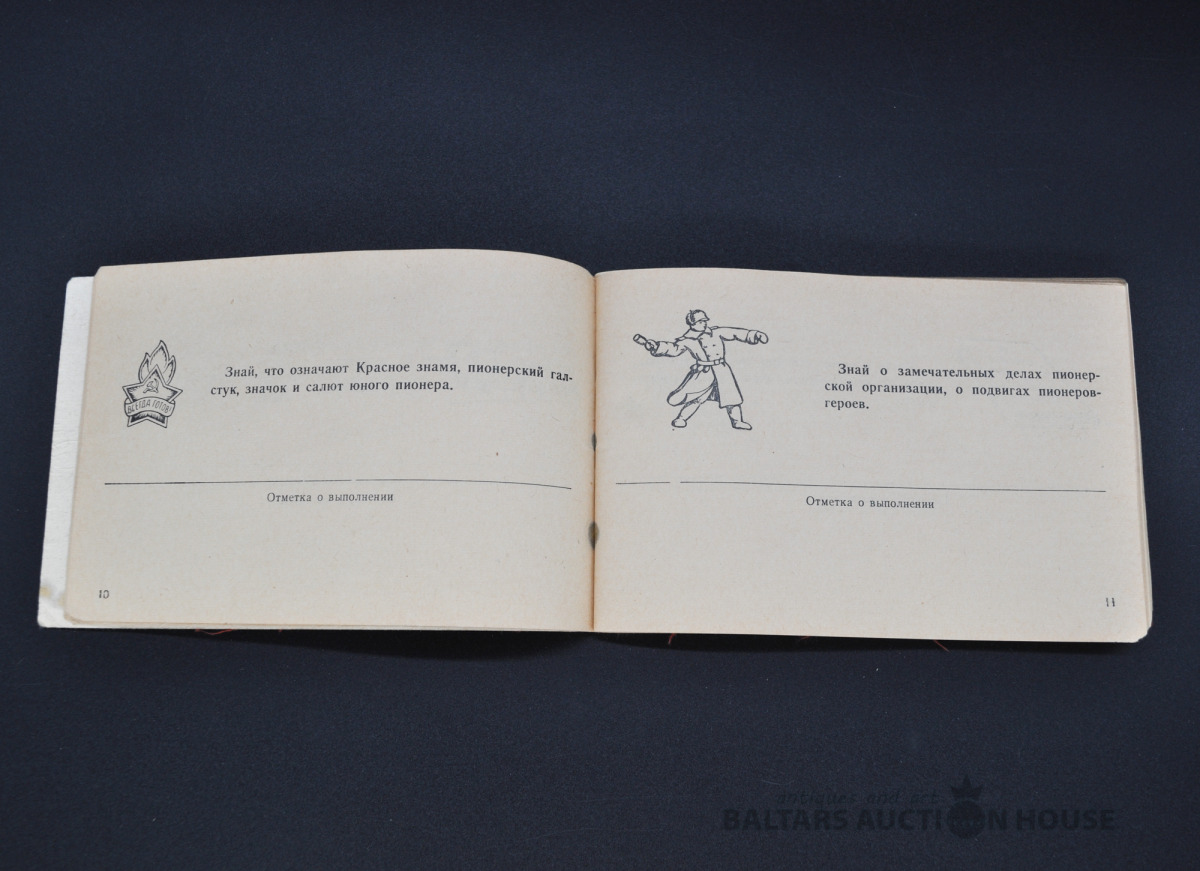 Знай, что означают Красное знамя, пионерский гал-
стук, значок и салют юного пионера.
ВСЕГДА ГОТОВ!
Отметка о выполнении
10
Знай о замечательных делах пионер-
ской организации, о подвигах пионеров-
героев.
Отметка о выполнении
11
antiques and art
BALTARS AUCTION HOUSE